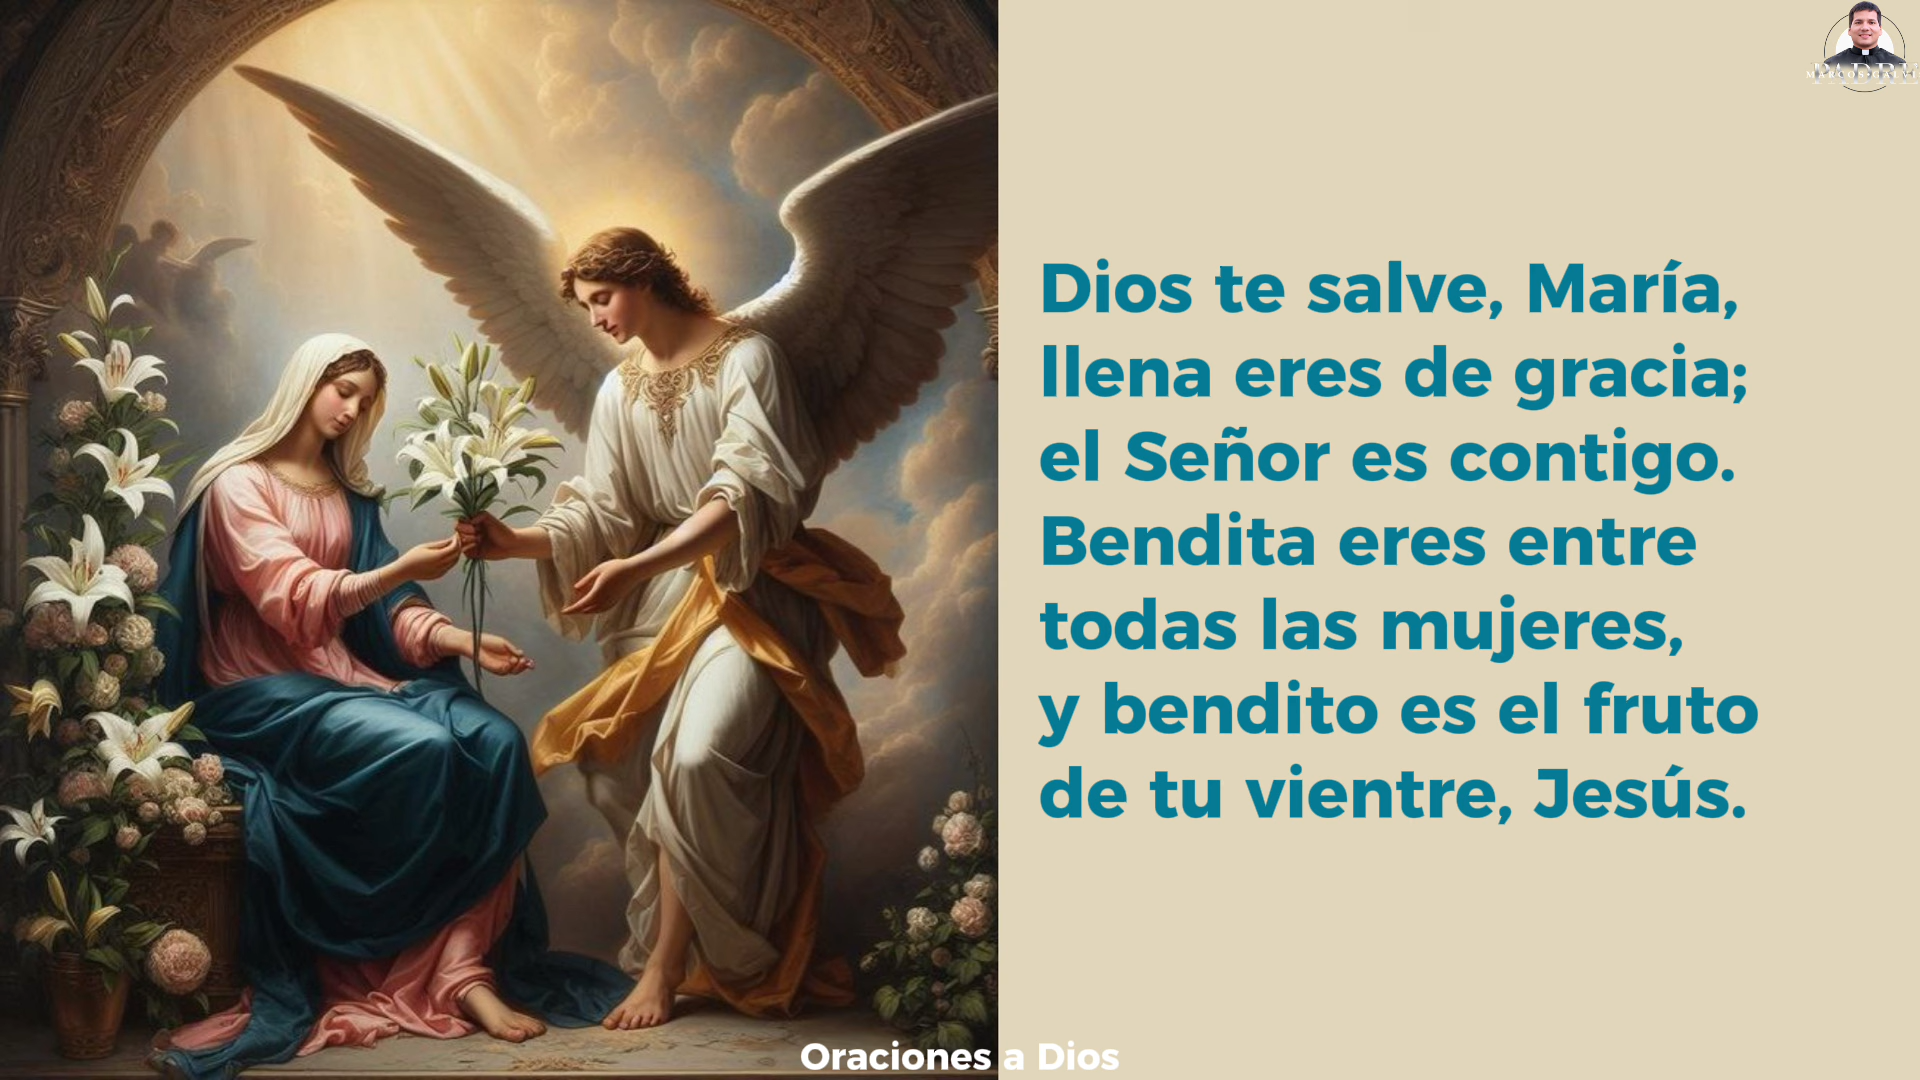 Dios te salve, María,
llena eres de gracia;
el Señor es contigo.
Bendita eres entre
todas las mujeres,
y bendito es el fruto
de tu vientre, Jesús.
PADRE
Oraciones a Dios